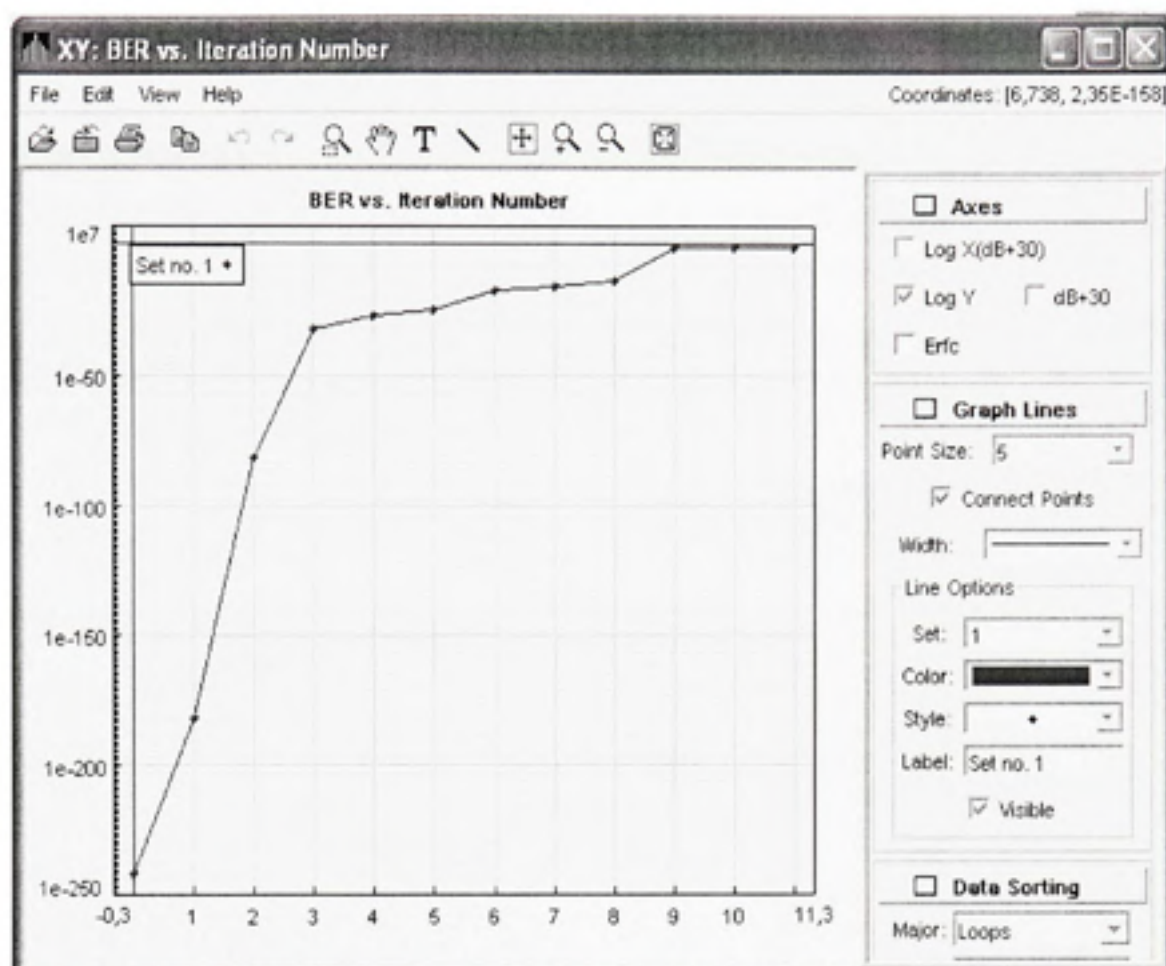 XY: BER vs. Iteration Number
File Edit View Help
Coordinates: [6,738, 2,35E-158]
T
BER vs. Iteration Number
1e7
Set no. 1
1e-50
1e-100
1e-150
1e-200
1e-250
-0,3 1 2 3 4 5 6 7 8 9 10 11,3
Axes
Log X(dB+30)
Log Y dB+30
Erfc
Graph Lines
Point Size: 5
Connect Points
Width:
Line Options
Set: 1
Color:
Style:
Label: Set no. 1
Visible
Data Sorting
Major: Loops